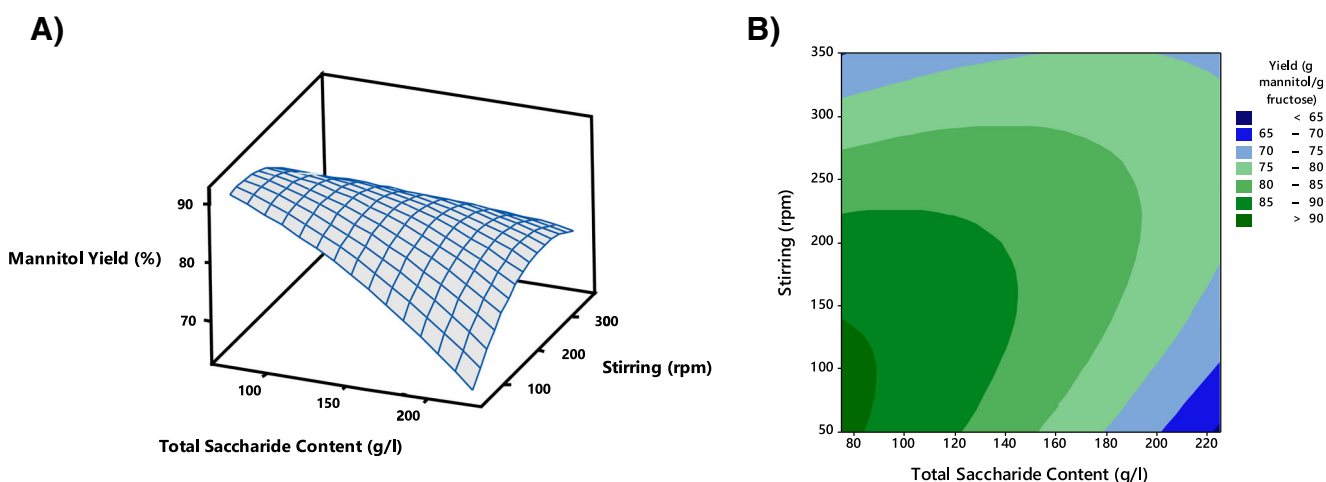 A)
90
80
70
Mannitol Yield (%)
100
150
200
Total Saccharide Content (g/l)
100
200
300
Stirring (rpm)
B)
350
300
250
200
150
100
50
Stirring (rpm)
80 100 120 140 160 180 200 220
Total Saccharide Content (g/l)
Yield (g
mannitol/g
fructose)
< 65
65 – 70
70 – 75
75 – 80
80 – 85
85 – 90
> 90